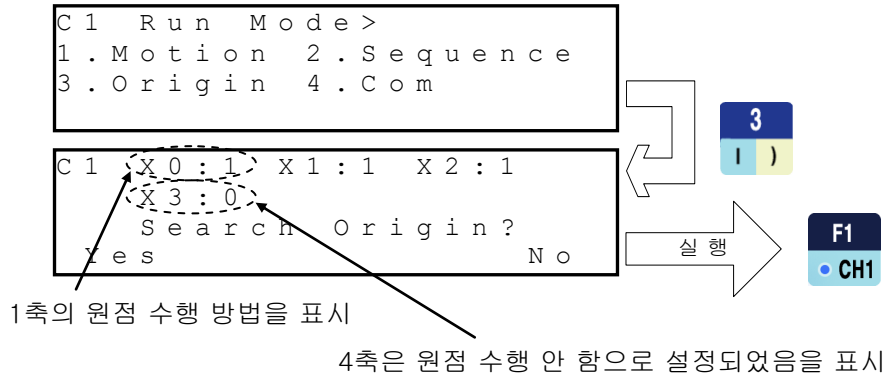 C1 Run Mode>
1.Motion 2.Sequence
3.Origin 4.Com
3
I )
C1 X0:1 X1:1 X2:1
X3:0
Search Origin?
Yes No
실행
F1
CH1
1축의 원점 수행 방법을 표시
4축은 원점 수행 안 함으로 설정되었음을 표시